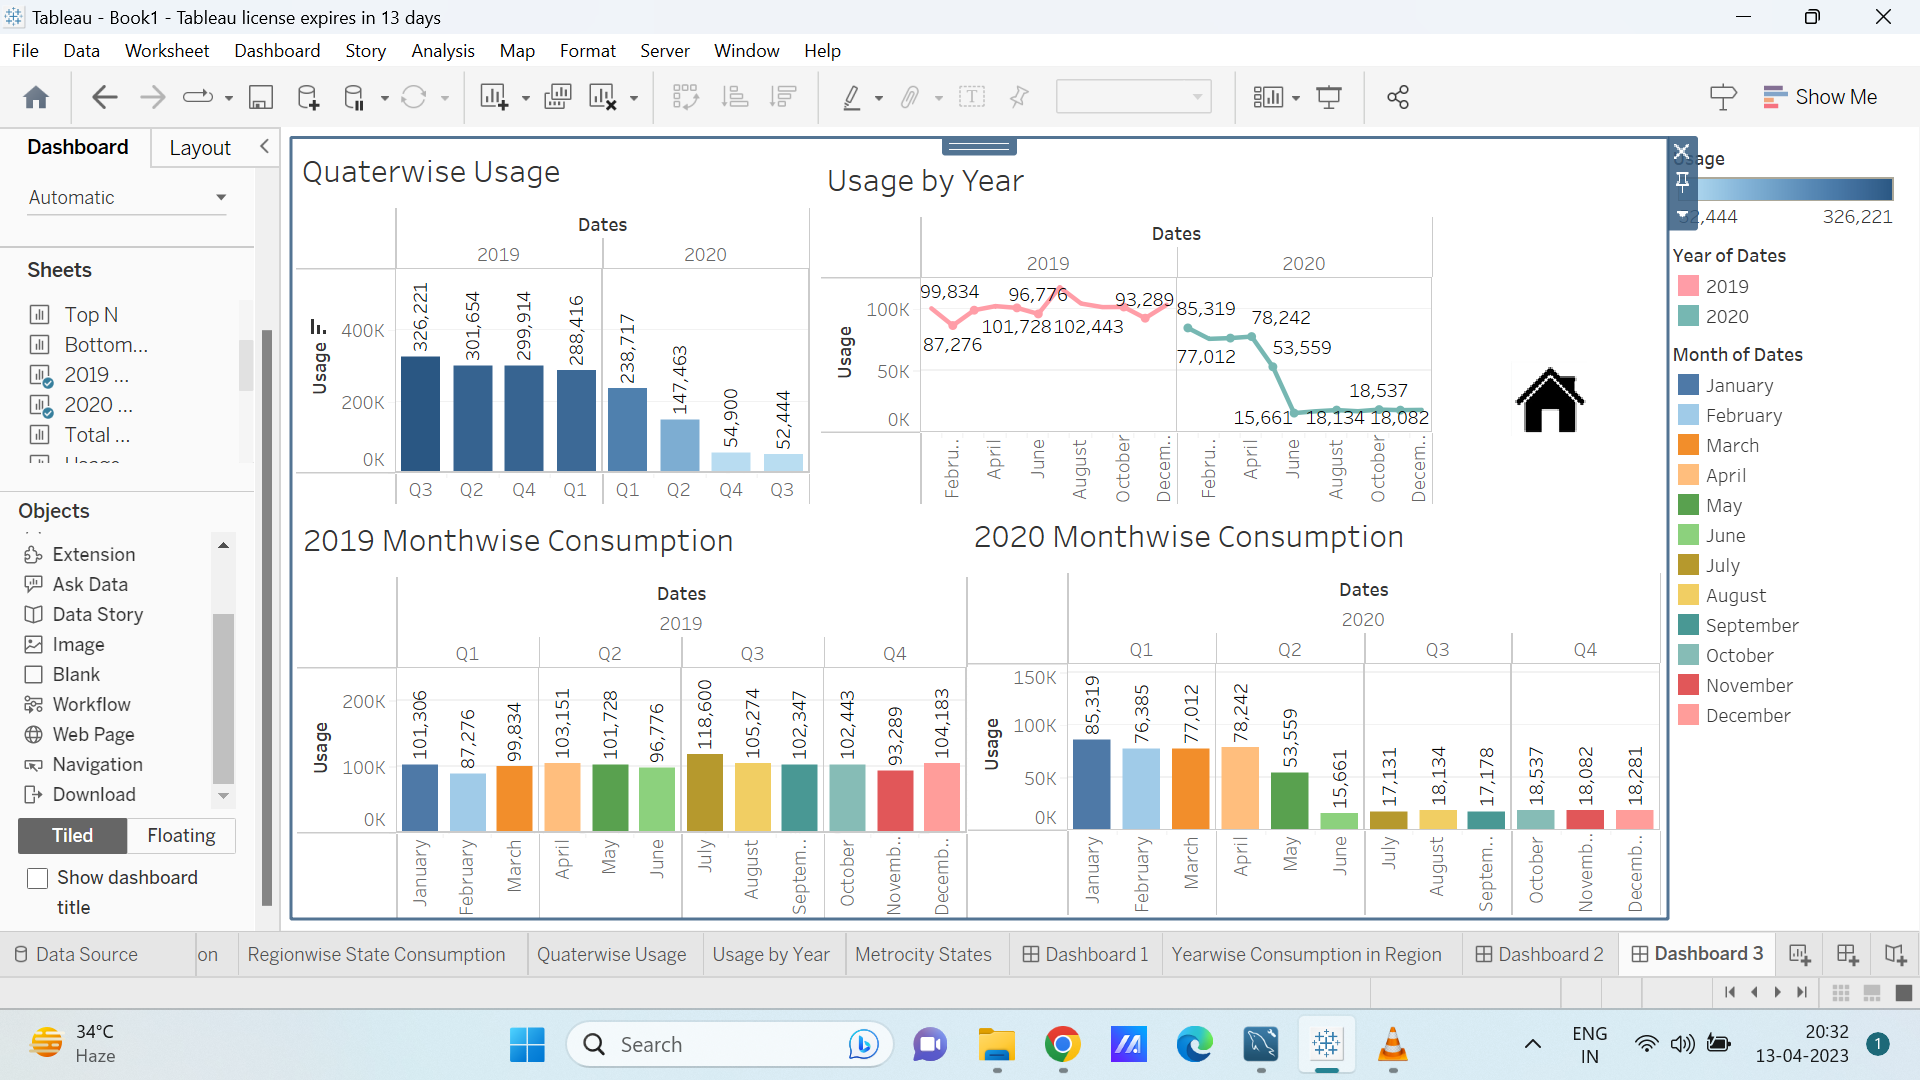 Tableau - Book1 - Tableau license expires in 13 days
File Data Worksheet Dashboard Story Analysis Map Format Server Window Help
Show Me
Dashboard Layout
Automatic
Sheets
Top N
Bottom...
2019 ...
2020 ...
Total ...
Objects
Extension
Ask Data
Data Story
Image
Blank
Workflow
Web Page
Navigation
Download
Tiled Floating
Show dashboard
title
Quaterwise Usage
Dates
2019 2020
Usage
400K
200K
0K
326,221
301,654
299,914
288,416
238,717
147,463
54,900
52,444
Q3 Q2 Q4 Q1 Q1 Q2 Q4 Q3
Usage by Year
Dates
2019 2020
Usage
100K
50K
0K
99,834
96,776
93,289
101,728
102,443
87,276
85,319
78,242
77,012
53,559
18,537
15,661
18,134
18,082
Febru.. April June August October Decem.. Febru.. April June August October Decem..
2019 Monthwise Consumption
Dates
2019
Q1 Q2 Q3 Q4
Usage
200K
100K
0K
101,306
87,276
99,834
103,151
101,728
96,776
118,600
105,274
102,347
102,443
93,289
104,183
January February March April May June July August Septem.. October Novemb.. Decemb..
2020 Monthwise Consumption
Dates
2020
Q1 Q2 Q3 Q4
Usage
150K
100K
50K
0K
85,319
76,385
77,012
78,242
53,559
15,661
17,131
18,134
17,178
18,537
18,082
18,281
January February March April May June July August Septem.. October Novemb.. Decemb..
326,221
Year of Dates
2019
2020
Month of Dates
January
February
March
April
May
June
July
August
September
October
November
December
Data Source on Regionwise State Consumption Quaterwise Usage Usage by Year Metrocity States Dashboard 1 Yearwise Consumption in Region Dashboard 2 Dashboard 3
34°C
Haze
Search
ENG
IN
20:32
13-04-2023
1